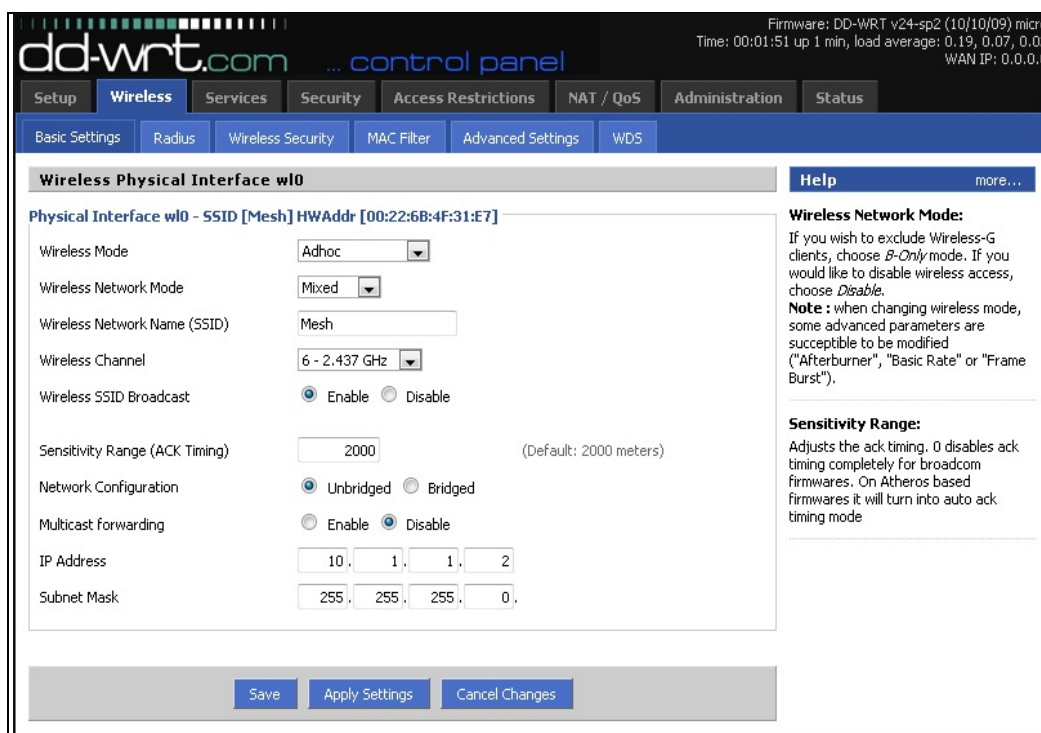 Firmware: DD-WRT v24-sp2 (10/10/09)
Time: 00:01:51 up 1 min, load average: 0.19, 0.07,
WAN IP: 0.0.0.
dd-wrt.com ... control panel
Setup Wireless Services Security Access Restrictions NAT / QoS Administration Status
Basic Settings Radius Wireless Security MAC Filter Advanced Settings WDS
Wireless Physical Interface wl0
Physical Interface wl0 - SSID [Mesh] HWAddr [00:22:6B:4F:31:E7]
Wireless Mode Adhoc
Wireless Network Mode Mixed
Wireless Network Name (SSID) Mesh
Wireless Channel 6 - 2.437 GHz
Wireless SSID Broadcast Enable Disable
Sensitivity Range (ACK Timing) 2000 (Default: 2000 meters)
Network Configuration Unbridged Bridged
Multicast forwarding Enable Disable
IP Address 10. 1. 1. 2
Subnet Mask 255. 255. 255. 0.
Save Apply Settings Cancel Changes
Help more...
Wireless Network Mode:
If you wish to exclude Wireless-G
clients, choose B-Only mode. If you
would like to disable wireless access,
choose Disable.
Note : when changing wireless mode,
some advanced parameters are
succeptible to be modified
("Afterburner", "Basic Rate" or "Frame
Burst").
Sensitivity Range:
Adjusts the ack timing. 0 disables ack
timing completely for broadcom
firmwares. On Atheros based
firmwares it will turn into auto ack
timing mode